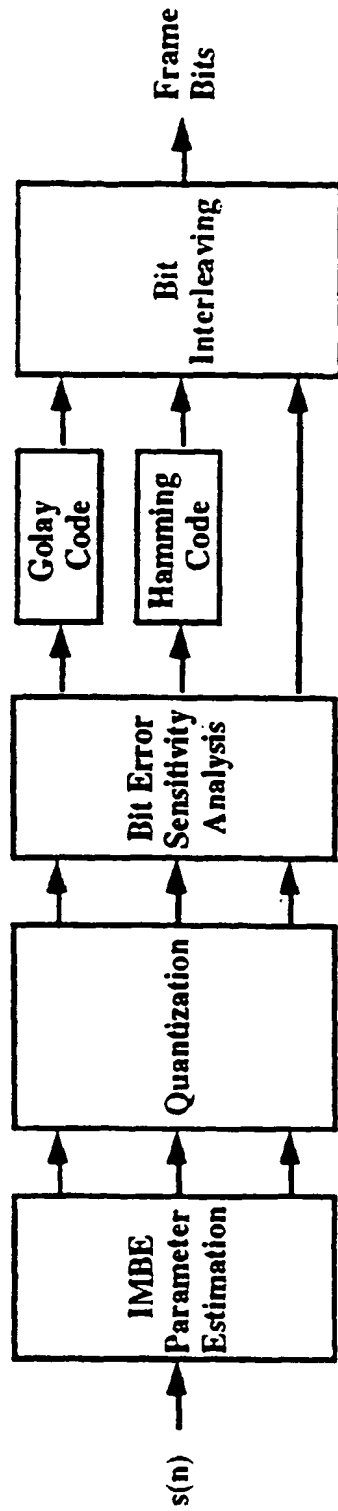 s(n)
IMBE
Parameter
Estimation
Quantization
Bit Error
Sensitivity
Analysis
Golay
Code
Hamming
Code
Bit
Interleaving
Frame
Bits